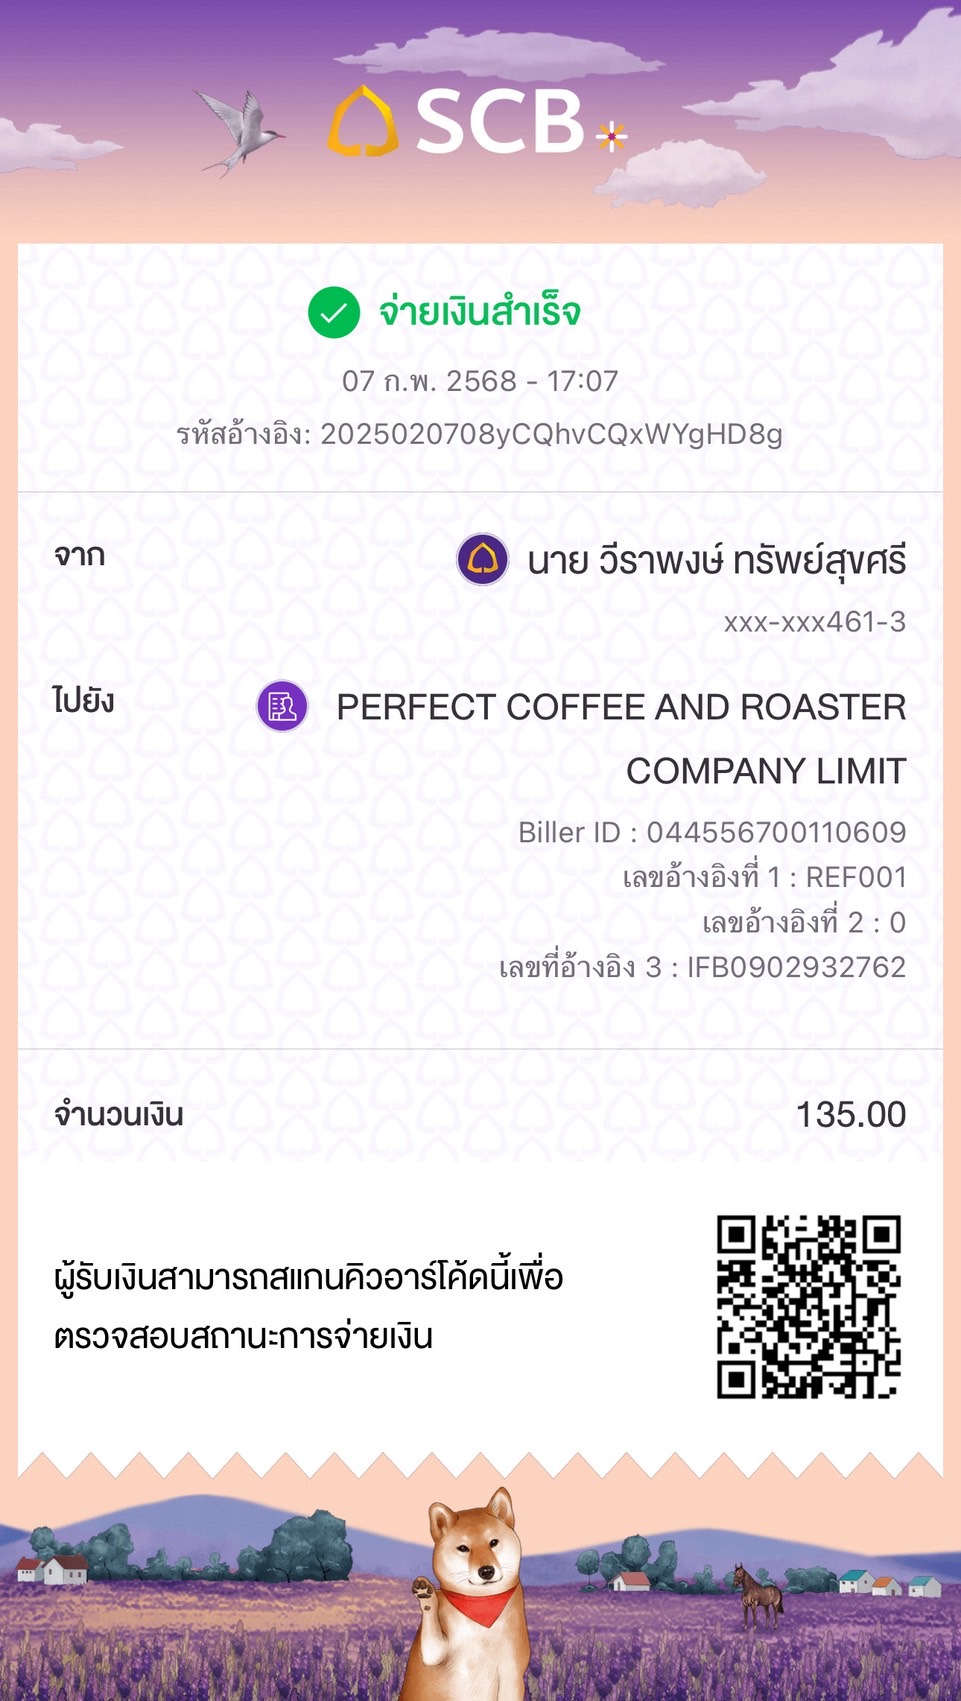 SCB
จ่ายเงินสำเร็จ
07 ก.พ. 2568 - 17:07
รหัสอ้างอิง: 2025020708yCQhvCQxWYgHD8g
จาก
นาย วีราพงษ์ ทรัพย์สุขศรี
xxx-xxx461-3
ไปยัง
PERFECT COFFEE AND ROASTER
COMPANY LIMIT
Biller ID : 044556700110609
เลขอ้างอิงที่ 1 : REF001
เลขอ้างอิงที่ 2 : 0
เลขที่อ้างอิง 3 : IFB0902932762
จำนวนเงิน 135.00
ผู้รับเงินสามารถสแกนคิวอาร์โค้ดนี้เพื่อ
ตรวจสอบสถานะการจ่ายเงิน